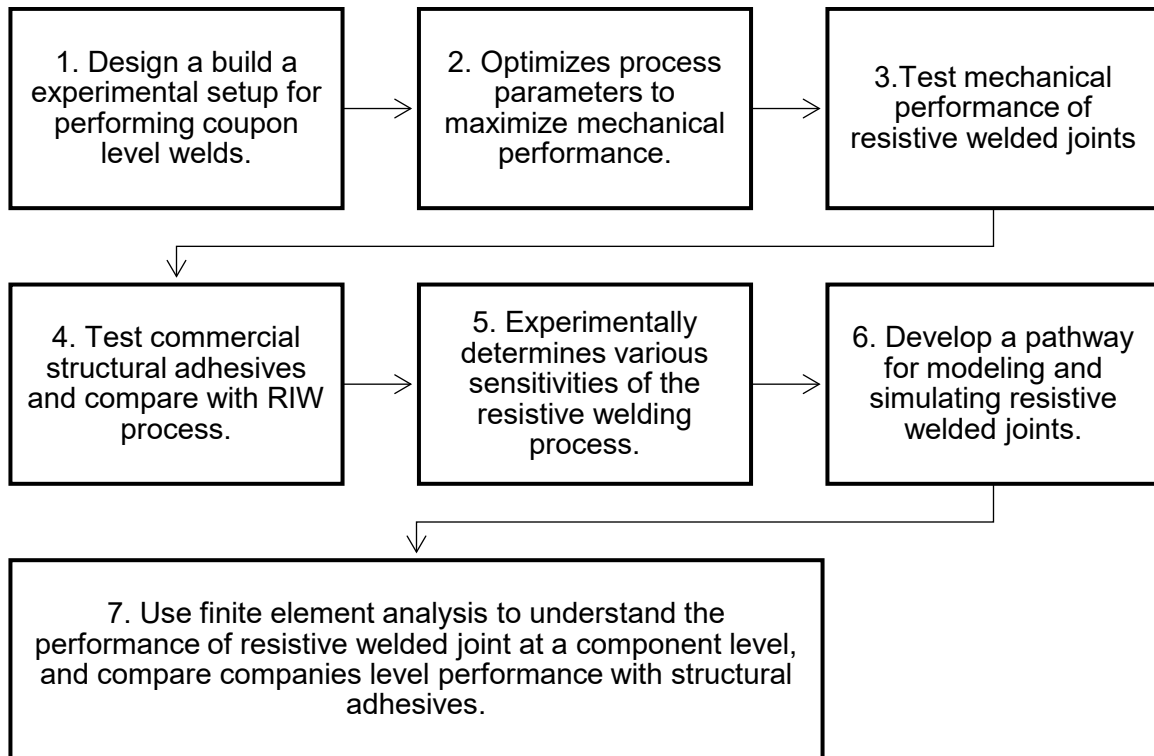 1. Design a build a
experimental setup for
performing coupon
level welds.
2. Optimizes process
parameters to
maximize mechanical
performance.
3.Test mechanical
performance of
resistive welded joints
4. Test commercial
structural adhesives
and compare with RIW
process.
5. Experimentally
determines various
sensitivities of the
resistive welding
process.
6. Develop a pathway
for modeling and
simulating resistive
welded joints.
7. Use finite element analysis to understand the
performance of resistive welded joint at a component level,
and compare companies level performance with structural
adhesives.